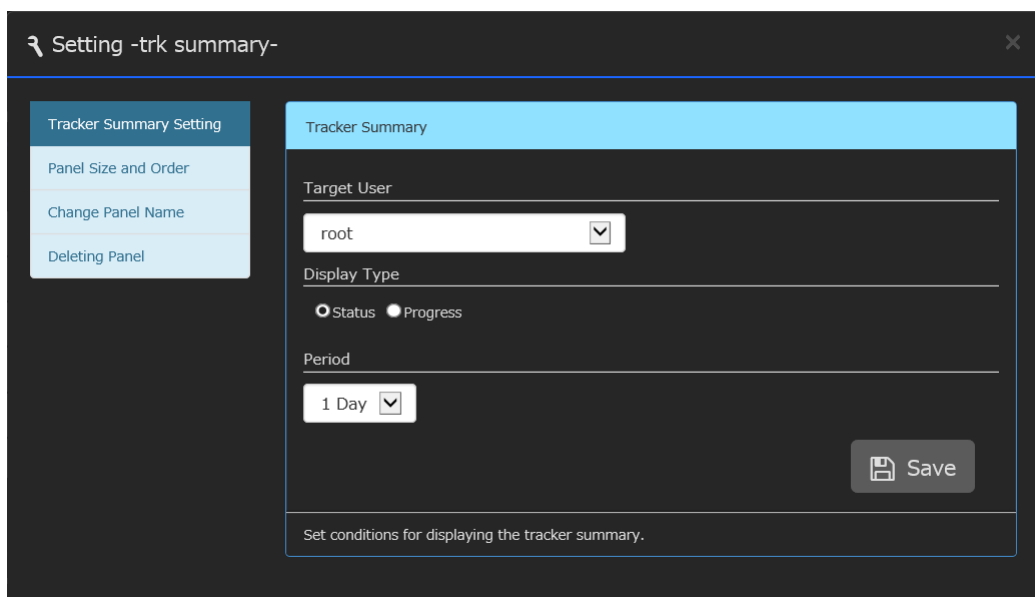 Setting -trk summary-
Tracker Summary Setting
Panel Size and Order
Change Panel Name
Deleting Panel
Tracker Summary
Target User
root
Display Type
Status Progress
Period
1 Day
Save
Set conditions for displaying the tracker summary.